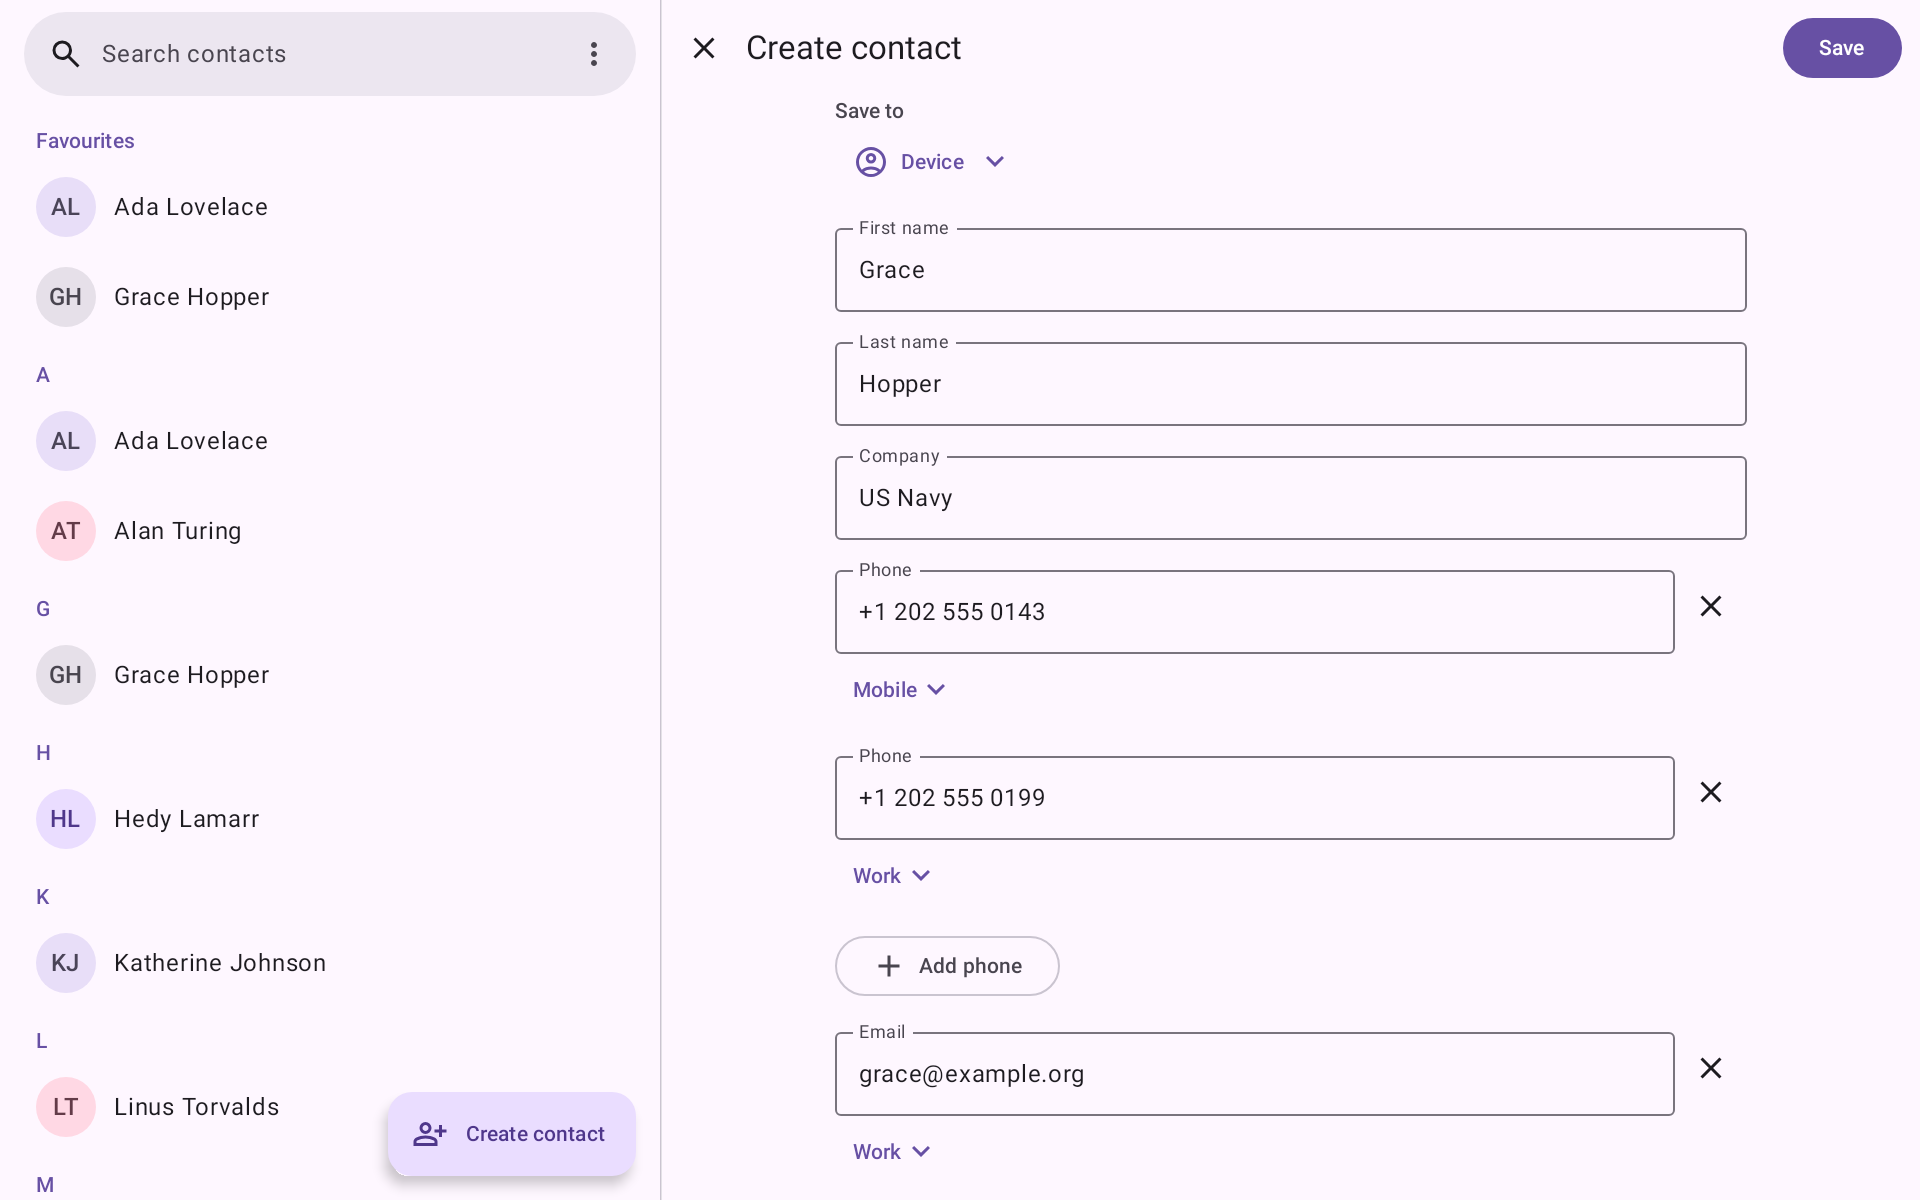 Search contacts
Favourites
AL Ada Lovelace
GH Grace Hopper
A
AL Ada Lovelace
AT Alan Turing
G
GH Grace Hopper
H
HL Hedy Lamarr
K
KJ Katherine Johnson
L
LT Linus Torvalds
Create contact
M
Create contact
Save
Save to
Device
First name
Grace
Last name
Hopper
Company
US Navy
Phone
+1 202 555 0143
Mobile
Phone
+1 202 555 0199
Work
Add phone
Email
grace@example.org
Work